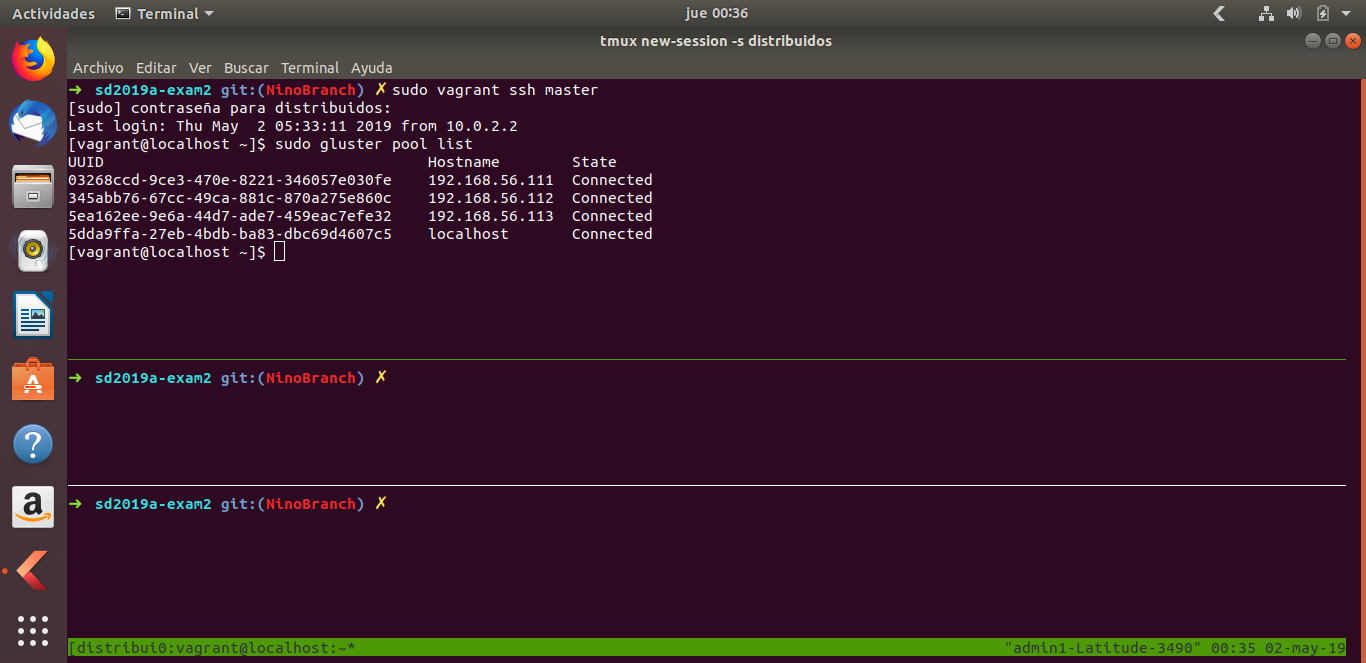 Actividades Terminal jue 00:36
tmux new-session -s distribuidos
Archivo Editar Ver Buscar Terminal Ayuda
➜ sd2019a-exam2 git:(NinoBranch) ✗ sudo vagrant ssh master
[sudo] contraseña para distribuidos:
Last login: Thu May  2 05:33:11 2019 from 10.0.2.2
[vagrant@localhost ~]$ sudo gluster pool list
UUID Hostname State
03268ccd-9ce3-470e-8221-346057e030fe 192.168.56.111 Connected
345abb76-67cc-49ca-881c-870a275e860c 192.168.56.112 Connected
5ea162ee-9e6a-44d7-ade7-459eac7efe32 192.168.56.113 Connected
5dda9ffa-27eb-4bdb-ba83-dbc69d4607c5 localhost Connected
[vagrant@localhost ~]$
➜ sd2019a-exam2 git:(NinoBranch) ✗
➜ sd2019a-exam2 git:(NinoBranch) ✗
[distribui0:vagrant@localhost:~* "admin1-Latitude-3490" 00:35 02-may-19